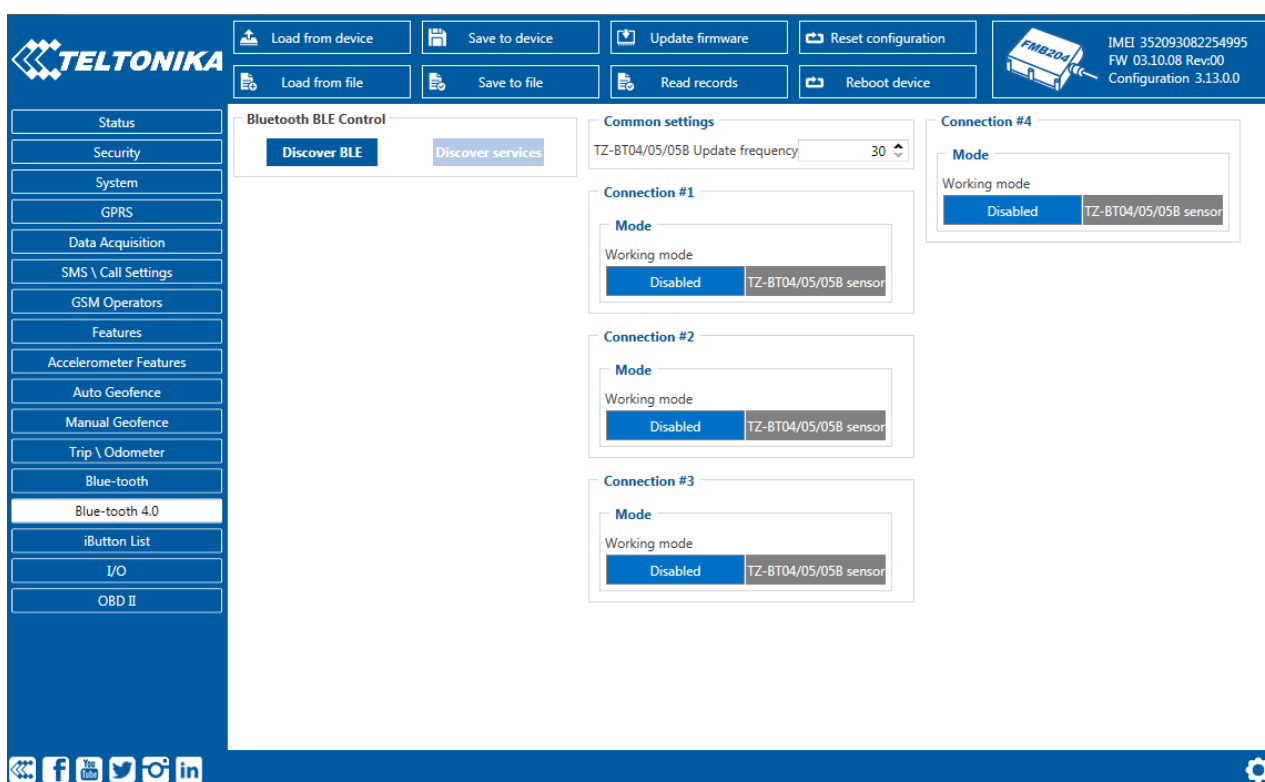 TELTONIKA
Load from device
Save to device
Update firmware
Reset configuration
Load from file
Save to file
Read records
Reboot device
FMB204
IMEI 352093082254995
FW 03.10.08 Rev:00
Configuration 3.13.0.0
Status
Security
System
GPRS
Data Acquisition
SMS \ Call Settings
GSM Operators
Features
Accelerometer Features
Auto Geofence
Manual Geofence
Trip \ Odometer
Blue-tooth
Blue-tooth 4.0
iButton List
I/O
OBD II
Bluetooth BLE Control
Discover BLE
Discover services
Common settings
TZ-BT04/05/05B Update frequency 30
Connection #1
Mode
Working mode
Disabled TZ-BT04/05/05B sensor
Connection #2
Mode
Working mode
Disabled TZ-BT04/05/05B sensor
Connection #3
Mode
Working mode
Disabled TZ-BT04/05/05B sensor
Connection #4
Mode
Working mode
Disabled TZ-BT04/05/05B sensor
You
Tube
in